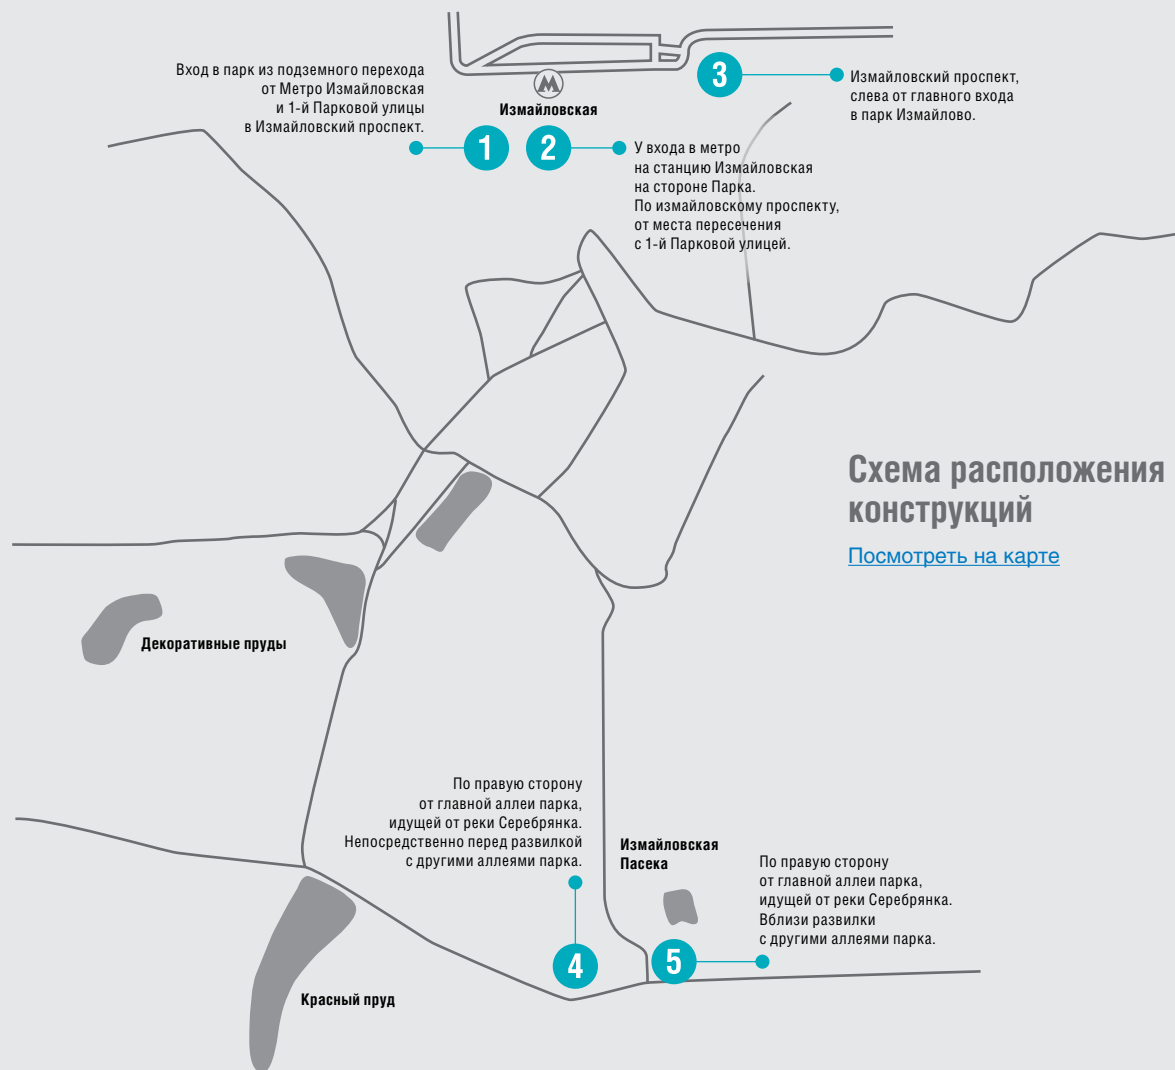 Вход в парк из подземного перехода
от Метро Измайловская
и 1-й Парковой улицы
в Измайловский проспект.
М
Измайловская
1
2
3
Измайловский проспект,
слева от главного входа
в парк Измайлово.
У входа в метро
на станцию Измайловская
на стороне Парка.
По измайловскому проспекту,
от места пересечения
с 1-й Парковой улицей.
Схема расположения
конструкций
Посмотреть на карте
Декоративные пруды
По правую сторону
от главной аллеи парка,
идущей от реки Серебрянка.
Непосредственно перед развилкой
с другими аллеями парка.
4
Измайловская
Пасека
По правую сторону
от главной аллеи парка,
идущей от реки Серебрянка.
Вблизи развилки
с другими аллеями парка.
5
Красный пруд